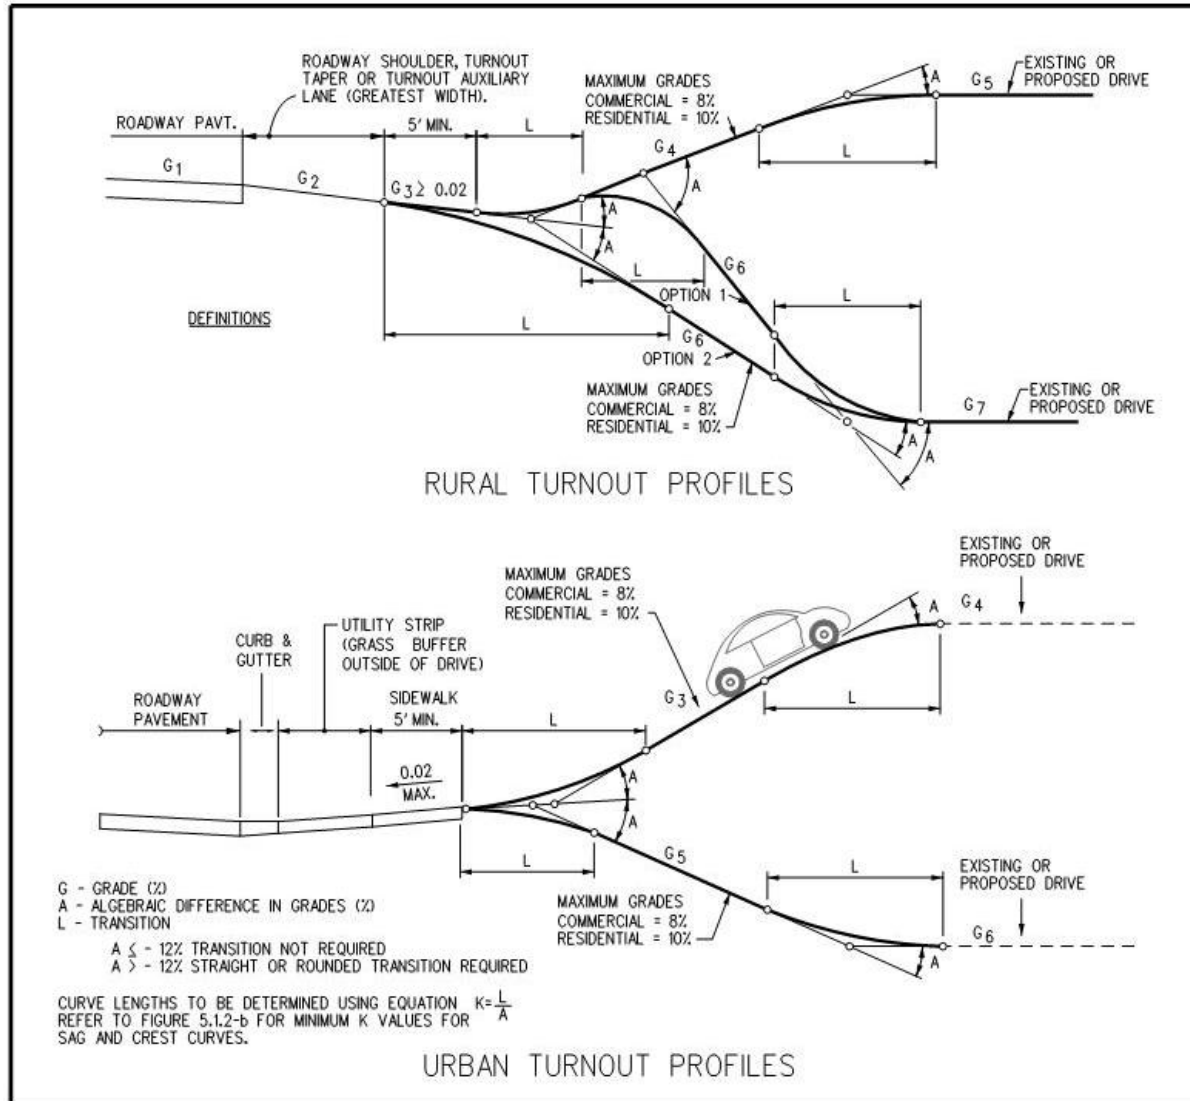 ROADWAY SHOULDER, TURNOUT
TAPER OR TURNOUT AUXILIARY
LANE (GREATEST WIDTH).
MAXIMUM GRADES
COMMERCIAL = 8%
RESIDENTIAL = 10%
A
G5
EXISTING OR
PROPOSED DRIVE
ROADWAY PAVT.
5' MIN.
L
G4
L
A
G1
G2
G3 ≥ 0.02
A
A
L
G6
OPTION 1
L
DEFINITIONS
L
G6
OPTION 2
MAXIMUM GRADES
COMMERCIAL = 8%
RESIDENTIAL = 10%
G7
EXISTING OR
PROPOSED DRIVE
A
A
RURAL TURNOUT PROFILES
MAXIMUM GRADES
COMMERCIAL = 8%
RESIDENTIAL = 10%
EXISTING OR
PROPOSED DRIVE
A
G4
UTILITY STRIP
(GRASS BUFFER
OUTSIDE OF DRIVE)
CURB &
GUTTER
ROADWAY
PAVEMENT
SIDEWALK
5' MIN.
L
G3
L
0.02
MAX.
A
A
L
G5
L
EXISTING OR
PROPOSED DRIVE
MAXIMUM GRADES
COMMERCIAL = 8%
RESIDENTIAL = 10%
G6
A
G - GRADE (%)
A - ALGEBRAIC DIFFERENCE IN GRADES (%)
L - TRANSITION
A ≤ - 12% TRANSITION NOT REQUIRED
A > - 12% STRAIGHT OR ROUNDED TRANSITION REQUIRED
CURVE LENGTHS TO BE DETERMINED USING EQUATION K=L/A
REFER TO FIGURE 5.1.2-b FOR MINIMUM K VALUES FOR
SAG AND CREST CURVES.
URBAN TURNOUT PROFILES